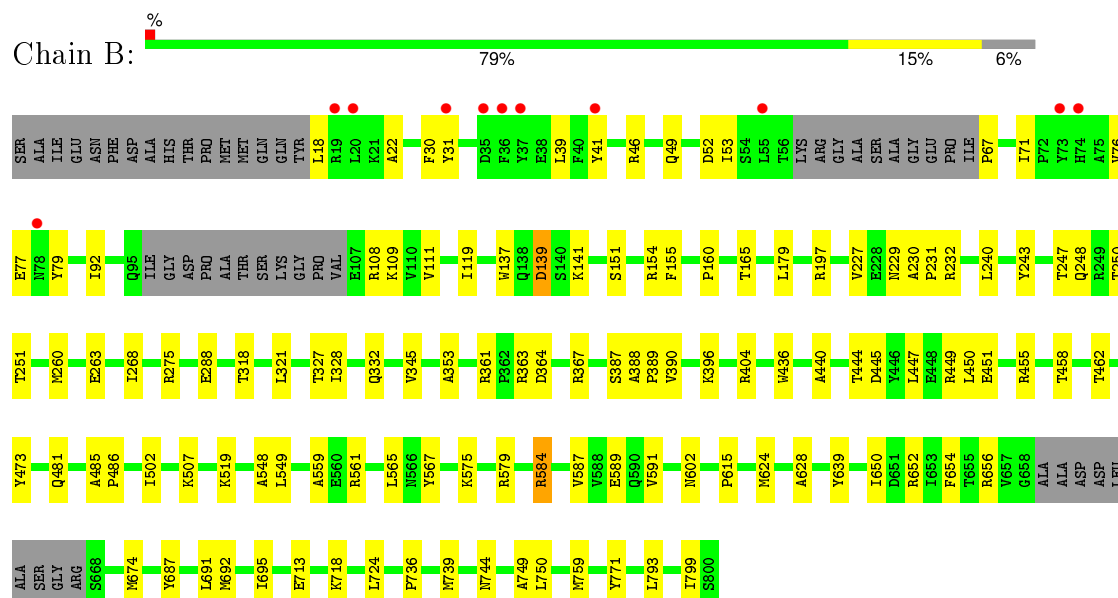 %
Chain B:
79% 15% 6%
SER ALA ILE GLU ASN PHE ASP ALA HIS THR PRO MET MET GLN GLN TYR L18 R19 L20 K21 A22 F30 Y31 D35 F36 Y37 E38 L39 F40 Y41 R46 Q49 D52 I53 S54 L55 T56 LYS ARG GLY ALA SER ALA GLY GLU PRO ILE P67 I71 P72 Y73 H74 A75 V76
E77 N78 Y79 I92 Q95 ILE GLY ASP PRO ALA THR SER LYS GLY PRO VAL E107 R108 K109 V110 V111 I119 W137 Q138 D139 S140 K141 S151 R154 F155 P160 T165 L179 R197 V227 E228 N229 A230 P231 R232 L240 Y243 T247 Q248 R249 T250
T251 M260 E263 I268 R275 E288 T318 L321 T327 I328 Q332 V345 A353 R361 P362 R363 D364 R367 S387 A388 P389 V390 K396 R404 W436 A440 T444 D445 Y446 L447 E448 R449 L450 E451 R455 T458 T462
Y473 Q481 A485 P486 I502 K507 K519 A548 L549 A559 E560 R561 L565 N566 Y567 K575 R579 R584 V587 V588 E589 Q590 V591 N602 P615 M624 A628 Y639 I650 D651 R652 I653 F654 T655 R656 V657 G658 ALA ALA ASP ASP LEU
ALA SER GLY ARG S668 M674 Y687 L691 M692 I695 E713 K718 L724 P736 M739 N744 A749 L750 M759 Y771 L793 I799 S800